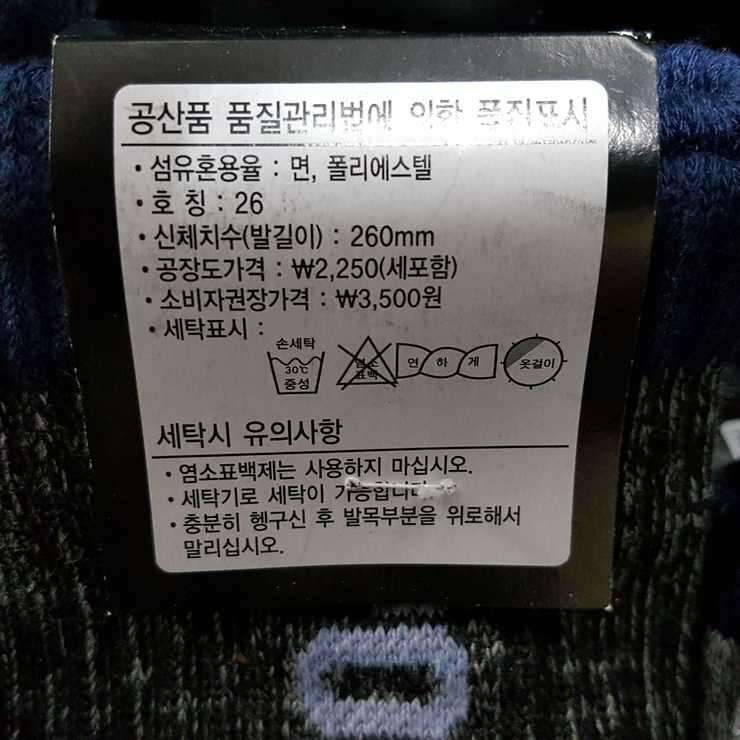 공산품 품질관리법에 의한 품질표시
· 섬유혼용율 : 면, 폴리에스텔
· 호 칭 : 26
· 신체치수(발길이) : 260mm
· 공장도가격 : ₩2,250(세포함)
· 소비자권장가격 : ₩3,500원
· 세탁표시 :
손세탁
30℃
중성
염소
표백
연 하 게
옷걸이
세탁시 유의사항
· 염소표백제는 사용하지 마십시오.
· 세탁기로 세탁이 가능합니다.
· 충분히 헹구신 후 발목부분을 위로해서
말리십시오.